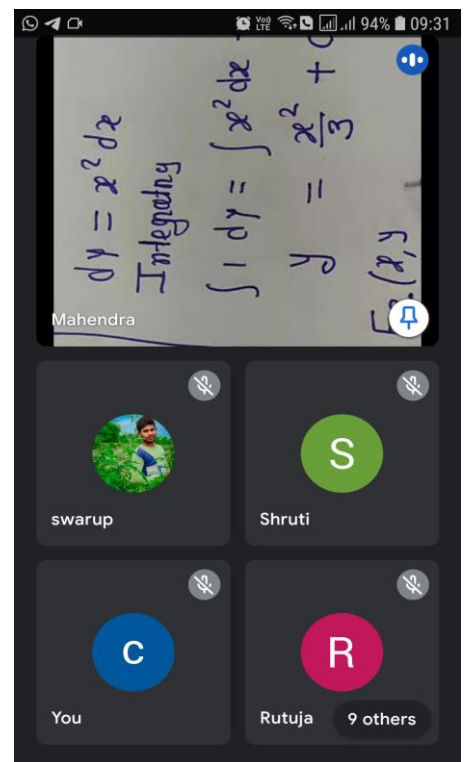 94% 09:31
dy = x² dx
Integrating
∫ 1 dy = ∫ x² dx
y = x²/3 +
(x, y
Mahendra
swarup
S
Shruti
C
You
R
Rutuja
9 others